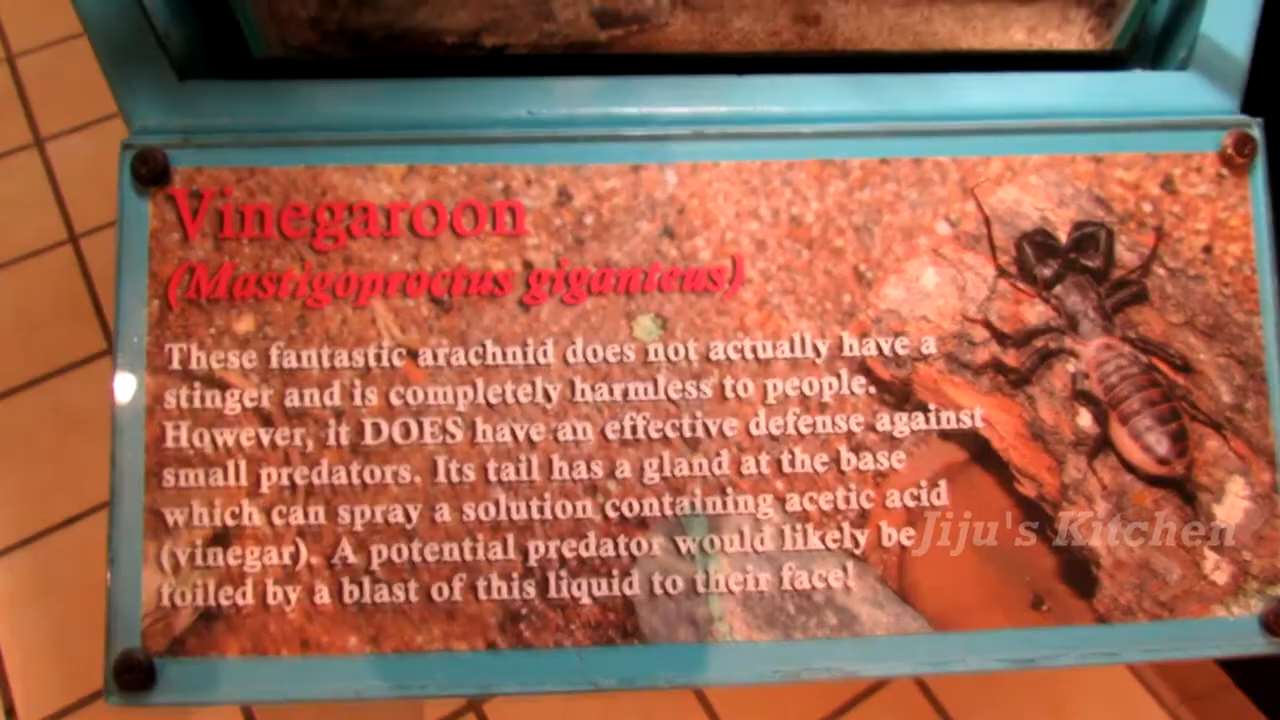 Vinegaroon
(Mastigoproctus giganteus)
These fantastic arachnid does not actually have a
stinger and is completely harmless to people.
However, it DOES have an effective defense against
small predators. Its tail has a gland at the base
which can spray a solution containing acetic acid
(vinegar). A potential predator would likely be
foiled by a blast of this liquid to their face!
Jiju's Kitchen